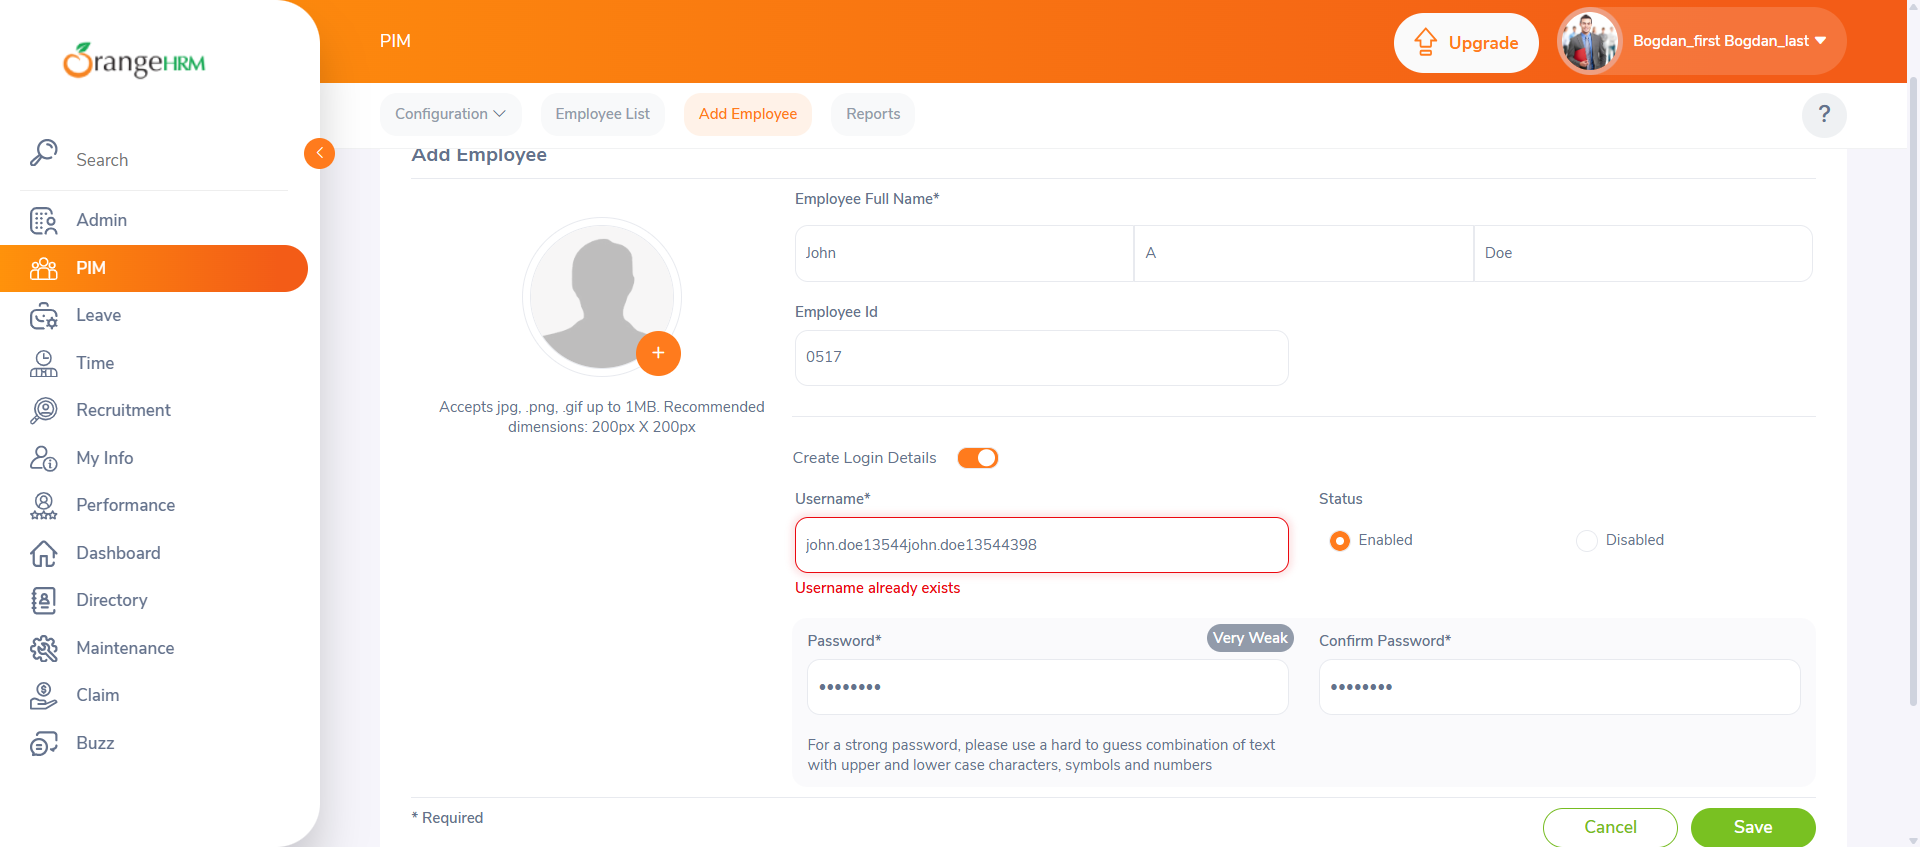 OrangeHRM
PIM
Upgrade
Bogdan_first Bogdan_last
Configuration
Employee List
Add Employee
Reports
?
Search
Admin
PIM
Leave
Time
Recruitment
My Info
Performance
Dashboard
Directory
Maintenance
Claim
Buzz
Add Employee
Accepts jpg, .png, .gif up to 1MB. Recommended
dimensions: 200px X 200px
Employee Full Name*
John
A
Doe
Employee Id
0517
Create Login Details
Username*
john.doe13544john.doe13544398
Username already exists
Status
Enabled
Disabled
Password*
Very Weak
••••••••
Confirm Password*
••••••••
For a strong password, please use a hard to guess combination of text
with upper and lower case characters, symbols and numbers
* Required
Cancel
Save